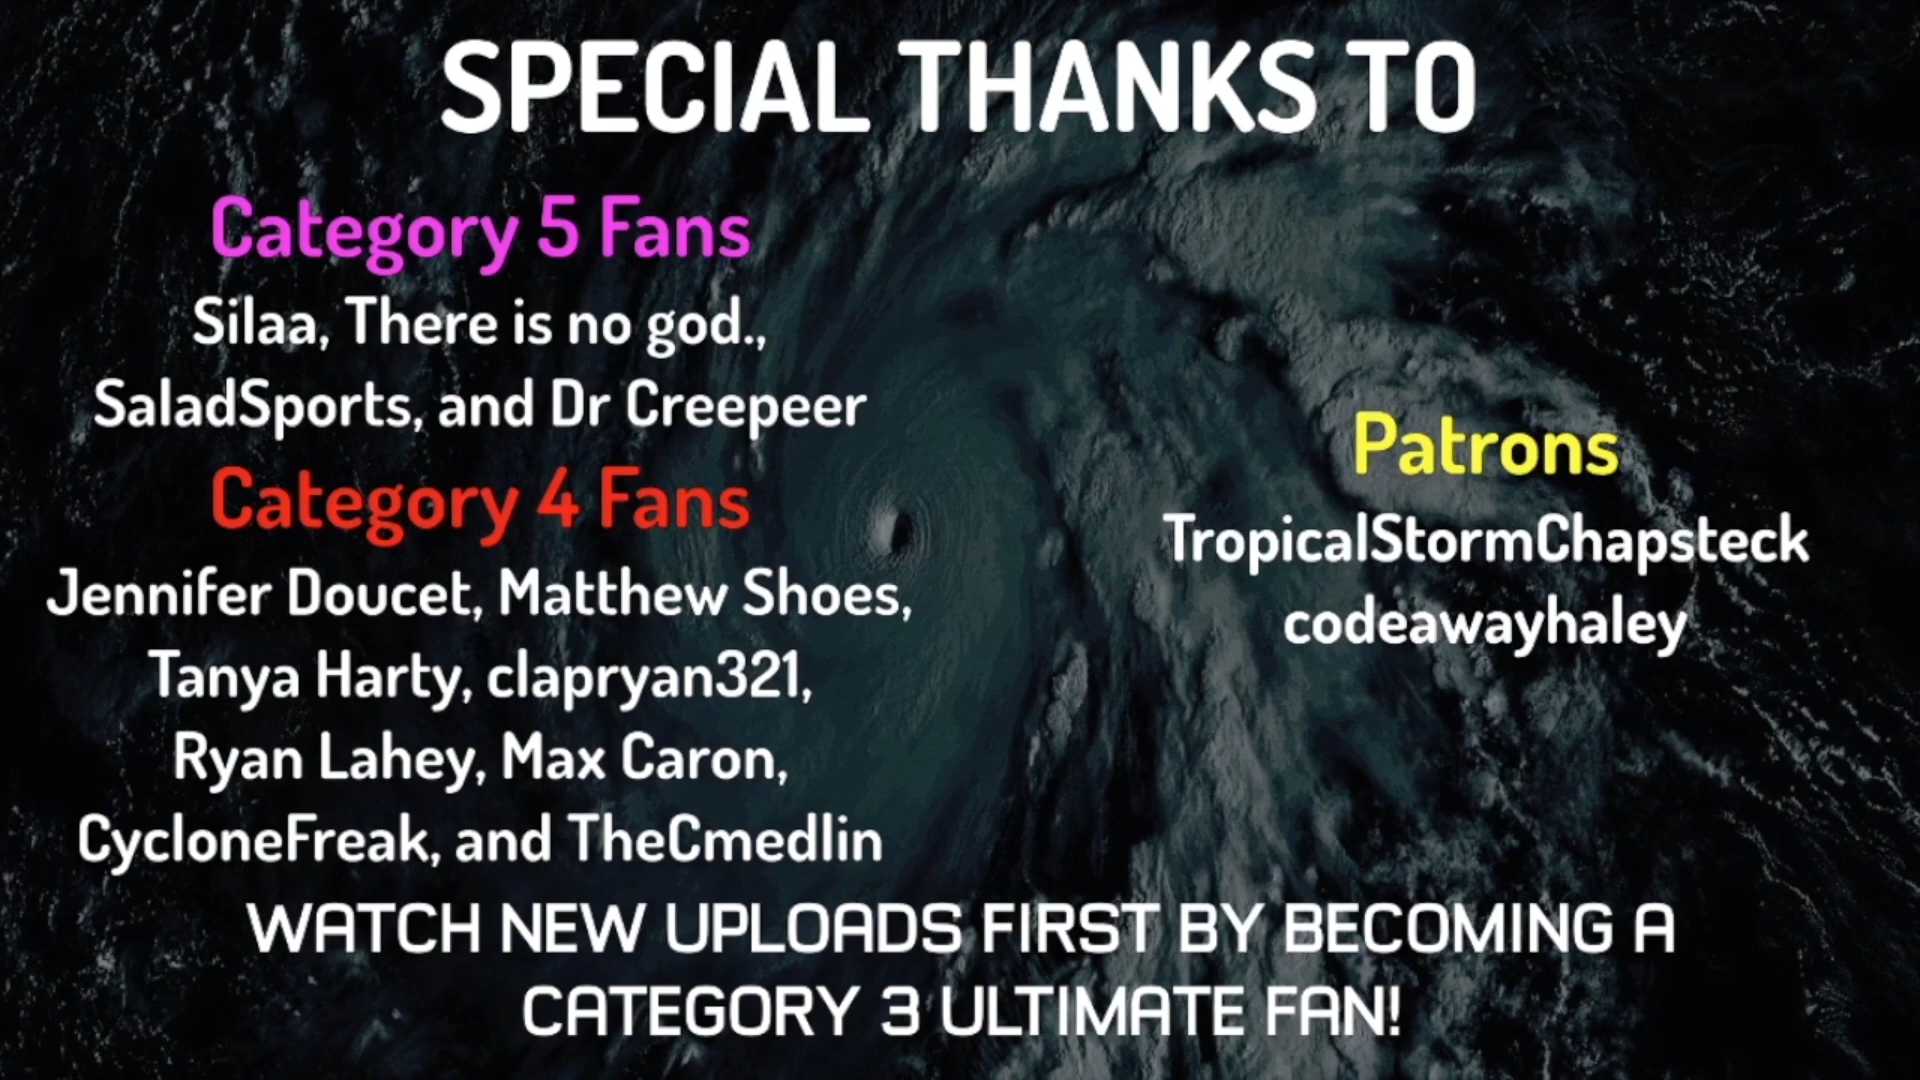 SPECIAL THANKS TO
Category 5 Fans
Silaa, There is no god.,
SaladSports, and Dr Creepeer
Category 4 Fans
Jennifer Doucet, Matthew Shoes,
Tanya Harty, clapryan321,
Ryan Lahey, Max Caron,
CycloneFreak, and TheCmedlin
Patrons
TropicalStormChapsteck
codeawayhaley
WATCH NEW UPLOADS FIRST BY BECOMING A
CATEGORY 3 ULTIMATE FAN!